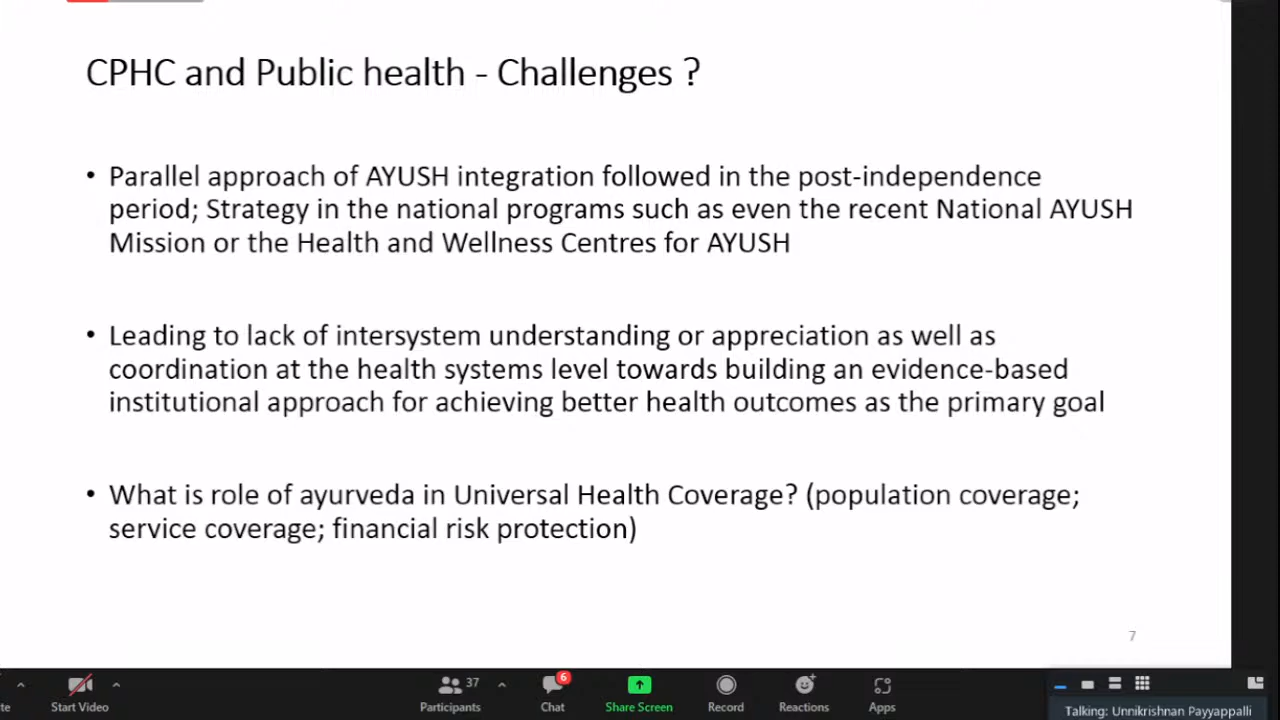 CPHC and Public health - Challenges ?
• Parallel approach of AYUSH integration followed in the post-independence
period; Strategy in the national programs such as even the recent National AYUSH
Mission or the Health and Wellness Centres for AYUSH
• Leading to lack of intersystem understanding or appreciation as well as
coordination at the health systems level towards building an evidence-based
institutional approach for achieving better health outcomes as the primary goal
• What is role of ayurveda in Universal Health Coverage? (population coverage;
service coverage; financial risk protection)
7
37
6
te
Start Video
Participants
Chat
Share Screen
Record
Reactions
Apps
Talking: Unnikrishnan Payyappalli